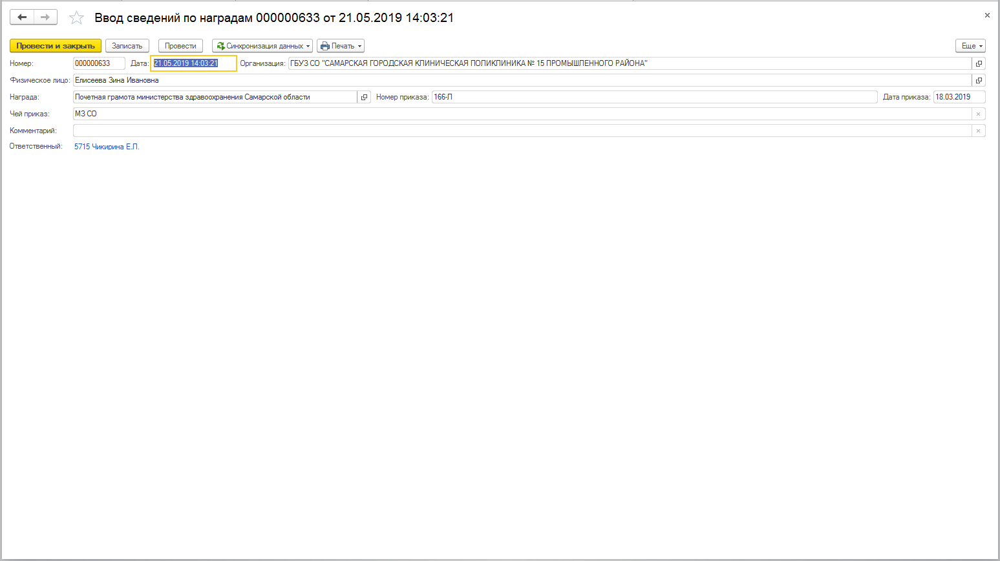 Ввод сведений по наградам 000000633 от 21.05.2019 14:03:21
Провести и закрыть Записать Провести Синхронизация данных Печать Еще
Номер: 000000633 Дата: 21.05.2019 14:03:21 Организация: ГБУЗ СО "САМАРСКАЯ ГОРОДСКАЯ КЛИНИЧЕСКАЯ ПОЛИКЛИНИКА № 15 ПРОМЫШЛЕННОГО РАЙОНА"
Физическое лицо: Елисеева Зина Ивановна
Награда: Почетная грамота министерства здравоохранения Самарской области Номер приказа: 166-Л Дата приказа: 18.03.2019
Чей приказ: МЗ СО
Комментарий:
Ответственный: 5715 Чикирина Е.Л.